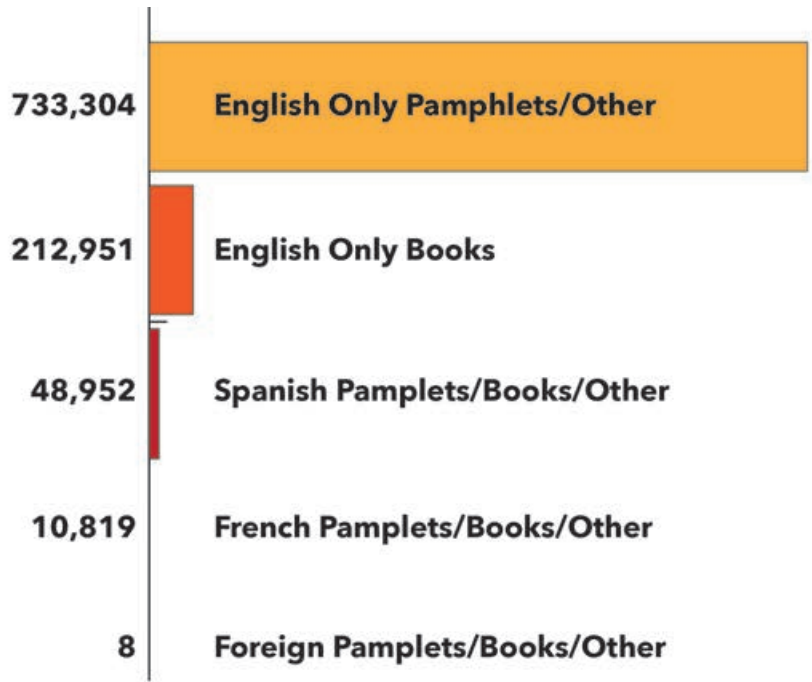 733,304 English Only Pamphlets/Other
212,951 English Only Books
48,952 Spanish Pamplets/Books/Other
10,819 French Pamplets/Books/Other
8 Foreign Pamplets/Books/Other